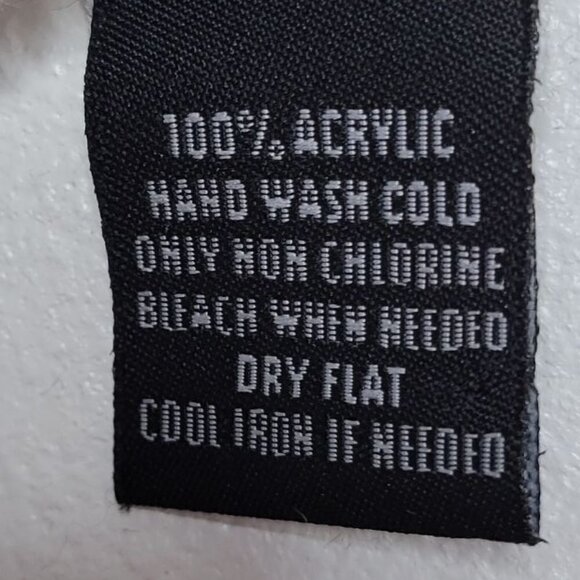 100% ACRYLIC
HAND WASH COLD
ONLY NON CHLORINE
BLEACH WHEN NEEDED
DRY FLAT
COOL IRON IF NEEDED